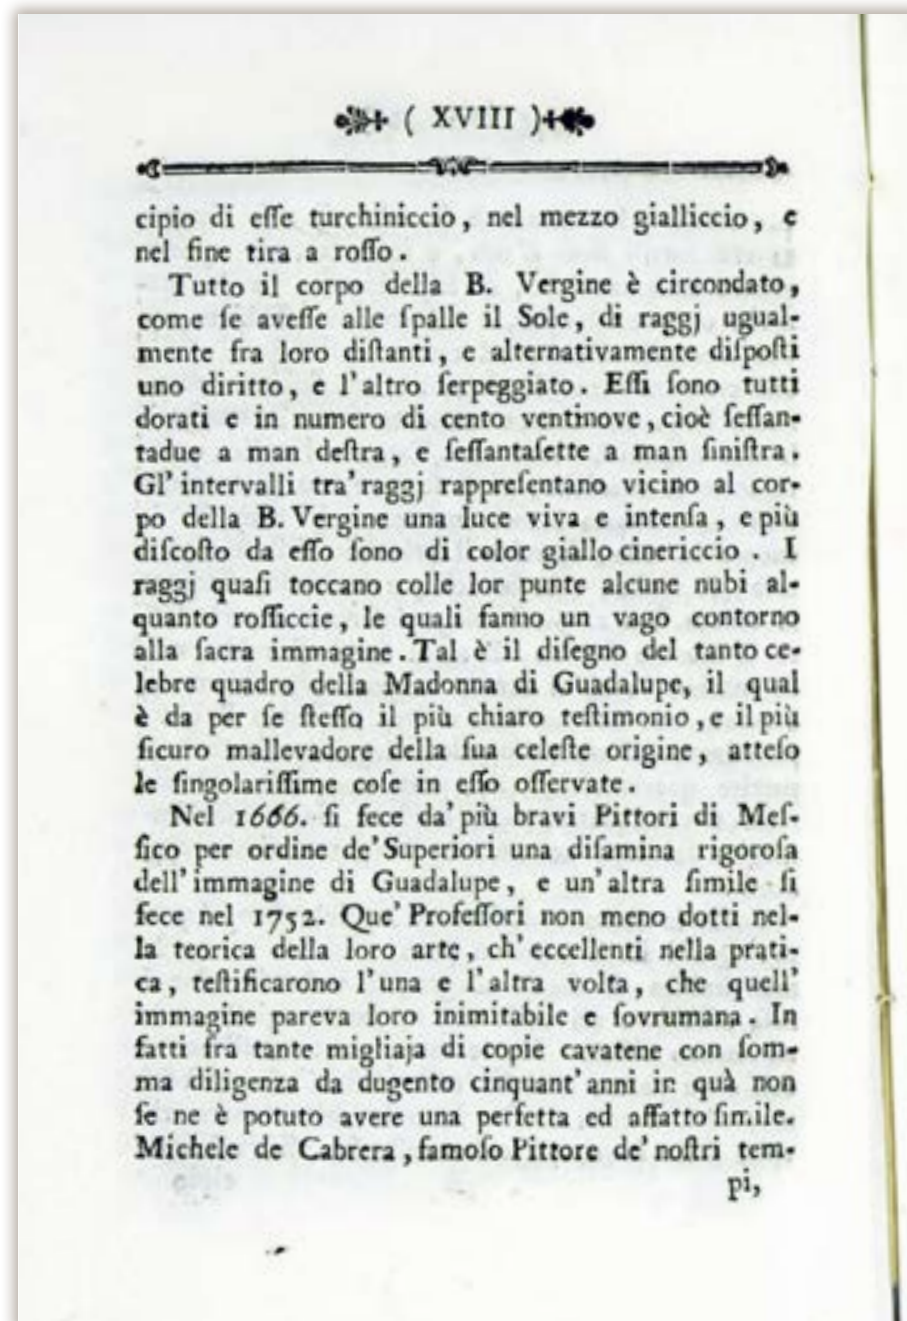 ( XVIII )
cipio di eſſe turchiniccio, nel mezzo gialliccio, e
nel fine tira a roſſo.
Tutto il corpo della B. Vergine è circondato,
come ſe aveſſe alle ſpalle il Sole, di raggj ugual-
mente fra loro diſtanti, e alternativamente diſpoſti
uno diritto, e l'altro ſerpeggiato. Eſſi ſono tutti
dorati e in numero di cento ventinove, cioè ſeſſan-
tadue a man deſtra, e ſeſſantaſette a man ſiniſtra.
Gl'intervalli tra' raggj rappreſentano vicino al cor-
po della B. Vergine una luce viva e intenſa, e più
diſcoſto da eſſo ſono di color giallo cinericcio. I
raggj quaſi toccano colle lor punte alcune nubi al-
quanto roſſiccie, le quali fanno un vago contorno
alla ſacra immagine. Tal è il diſegno del tanto ce-
lebre quadro della Madonna di Guadalupe, il qual
è da per ſe ſteſſo il più chiaro teſtimonio, e il più
ſicuro mallevadore della ſua celeſte origine, atteſo
le ſingolariſſime coſe in eſſo oſſervate.
Nel 1666. ſi fece da' più bravi Pittori di Meſ-
ſico per ordine de' Superiori una diſamina rigoroſa
dell'immagine di Guadalupe, e un'altra ſimile ſi
fece nel 1752. Que' Profeſſori non meno dotti nel-
la teorica della loro arte, ch'eccellenti nella prati-
ca, teſtificarono l'una e l'altra volta, che quell'
immagine pareva loro inimitabile e ſovrumana. In
fatti fra tante migliaja di copie cavatene con ſom-
ma diligenza da dugento cinquant'anni in quà non
ſe ne è potuto avere una perfetta ed affatto ſimile.
Michele de Cabrera, famoſo Pittore de' noſtri tem-
pi,